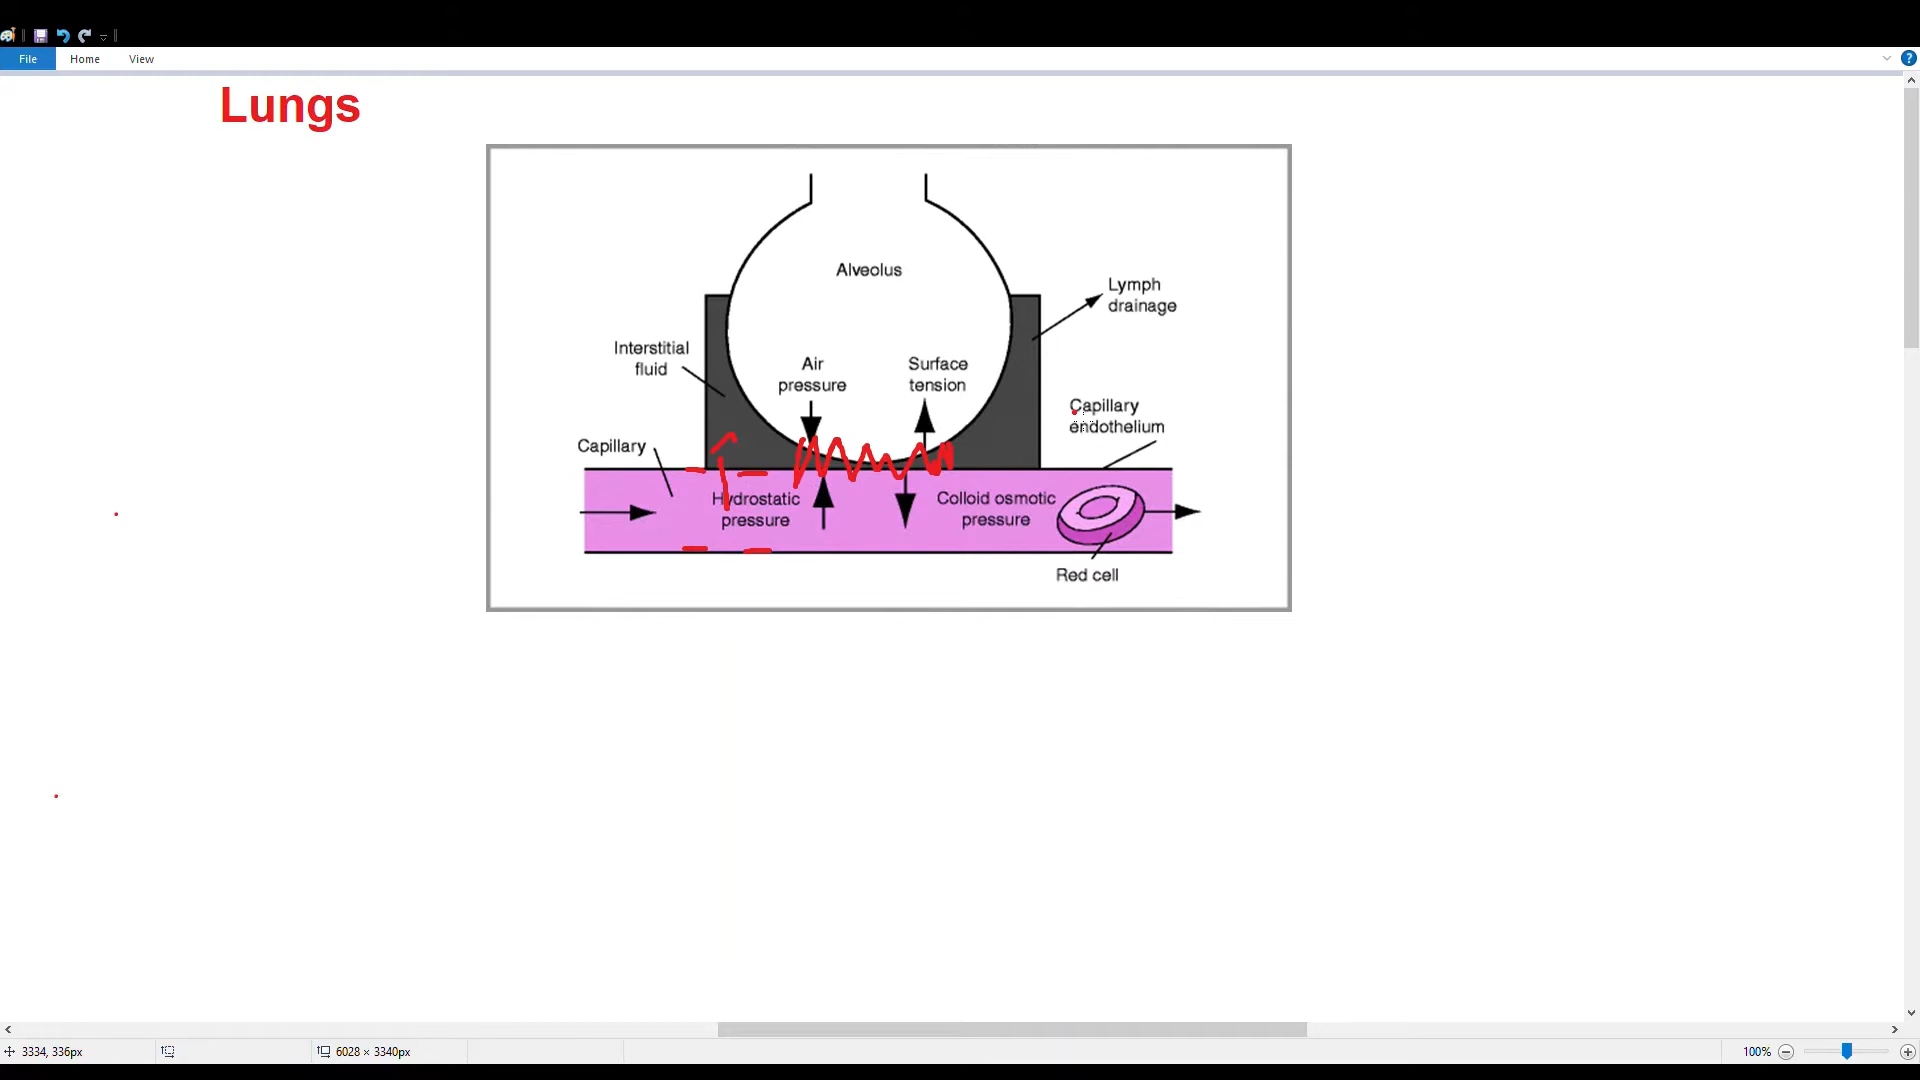 File Home View
Lungs
Alveolus
Lymph
drainage
Interstitial
fluid
Air
pressure
Surface
tension
Capillary
endothelium
Capillary
Hydrostatic
pressure
Colloid osmotic
pressure
Red cell
3334, 336px
6028 × 3340px
100%